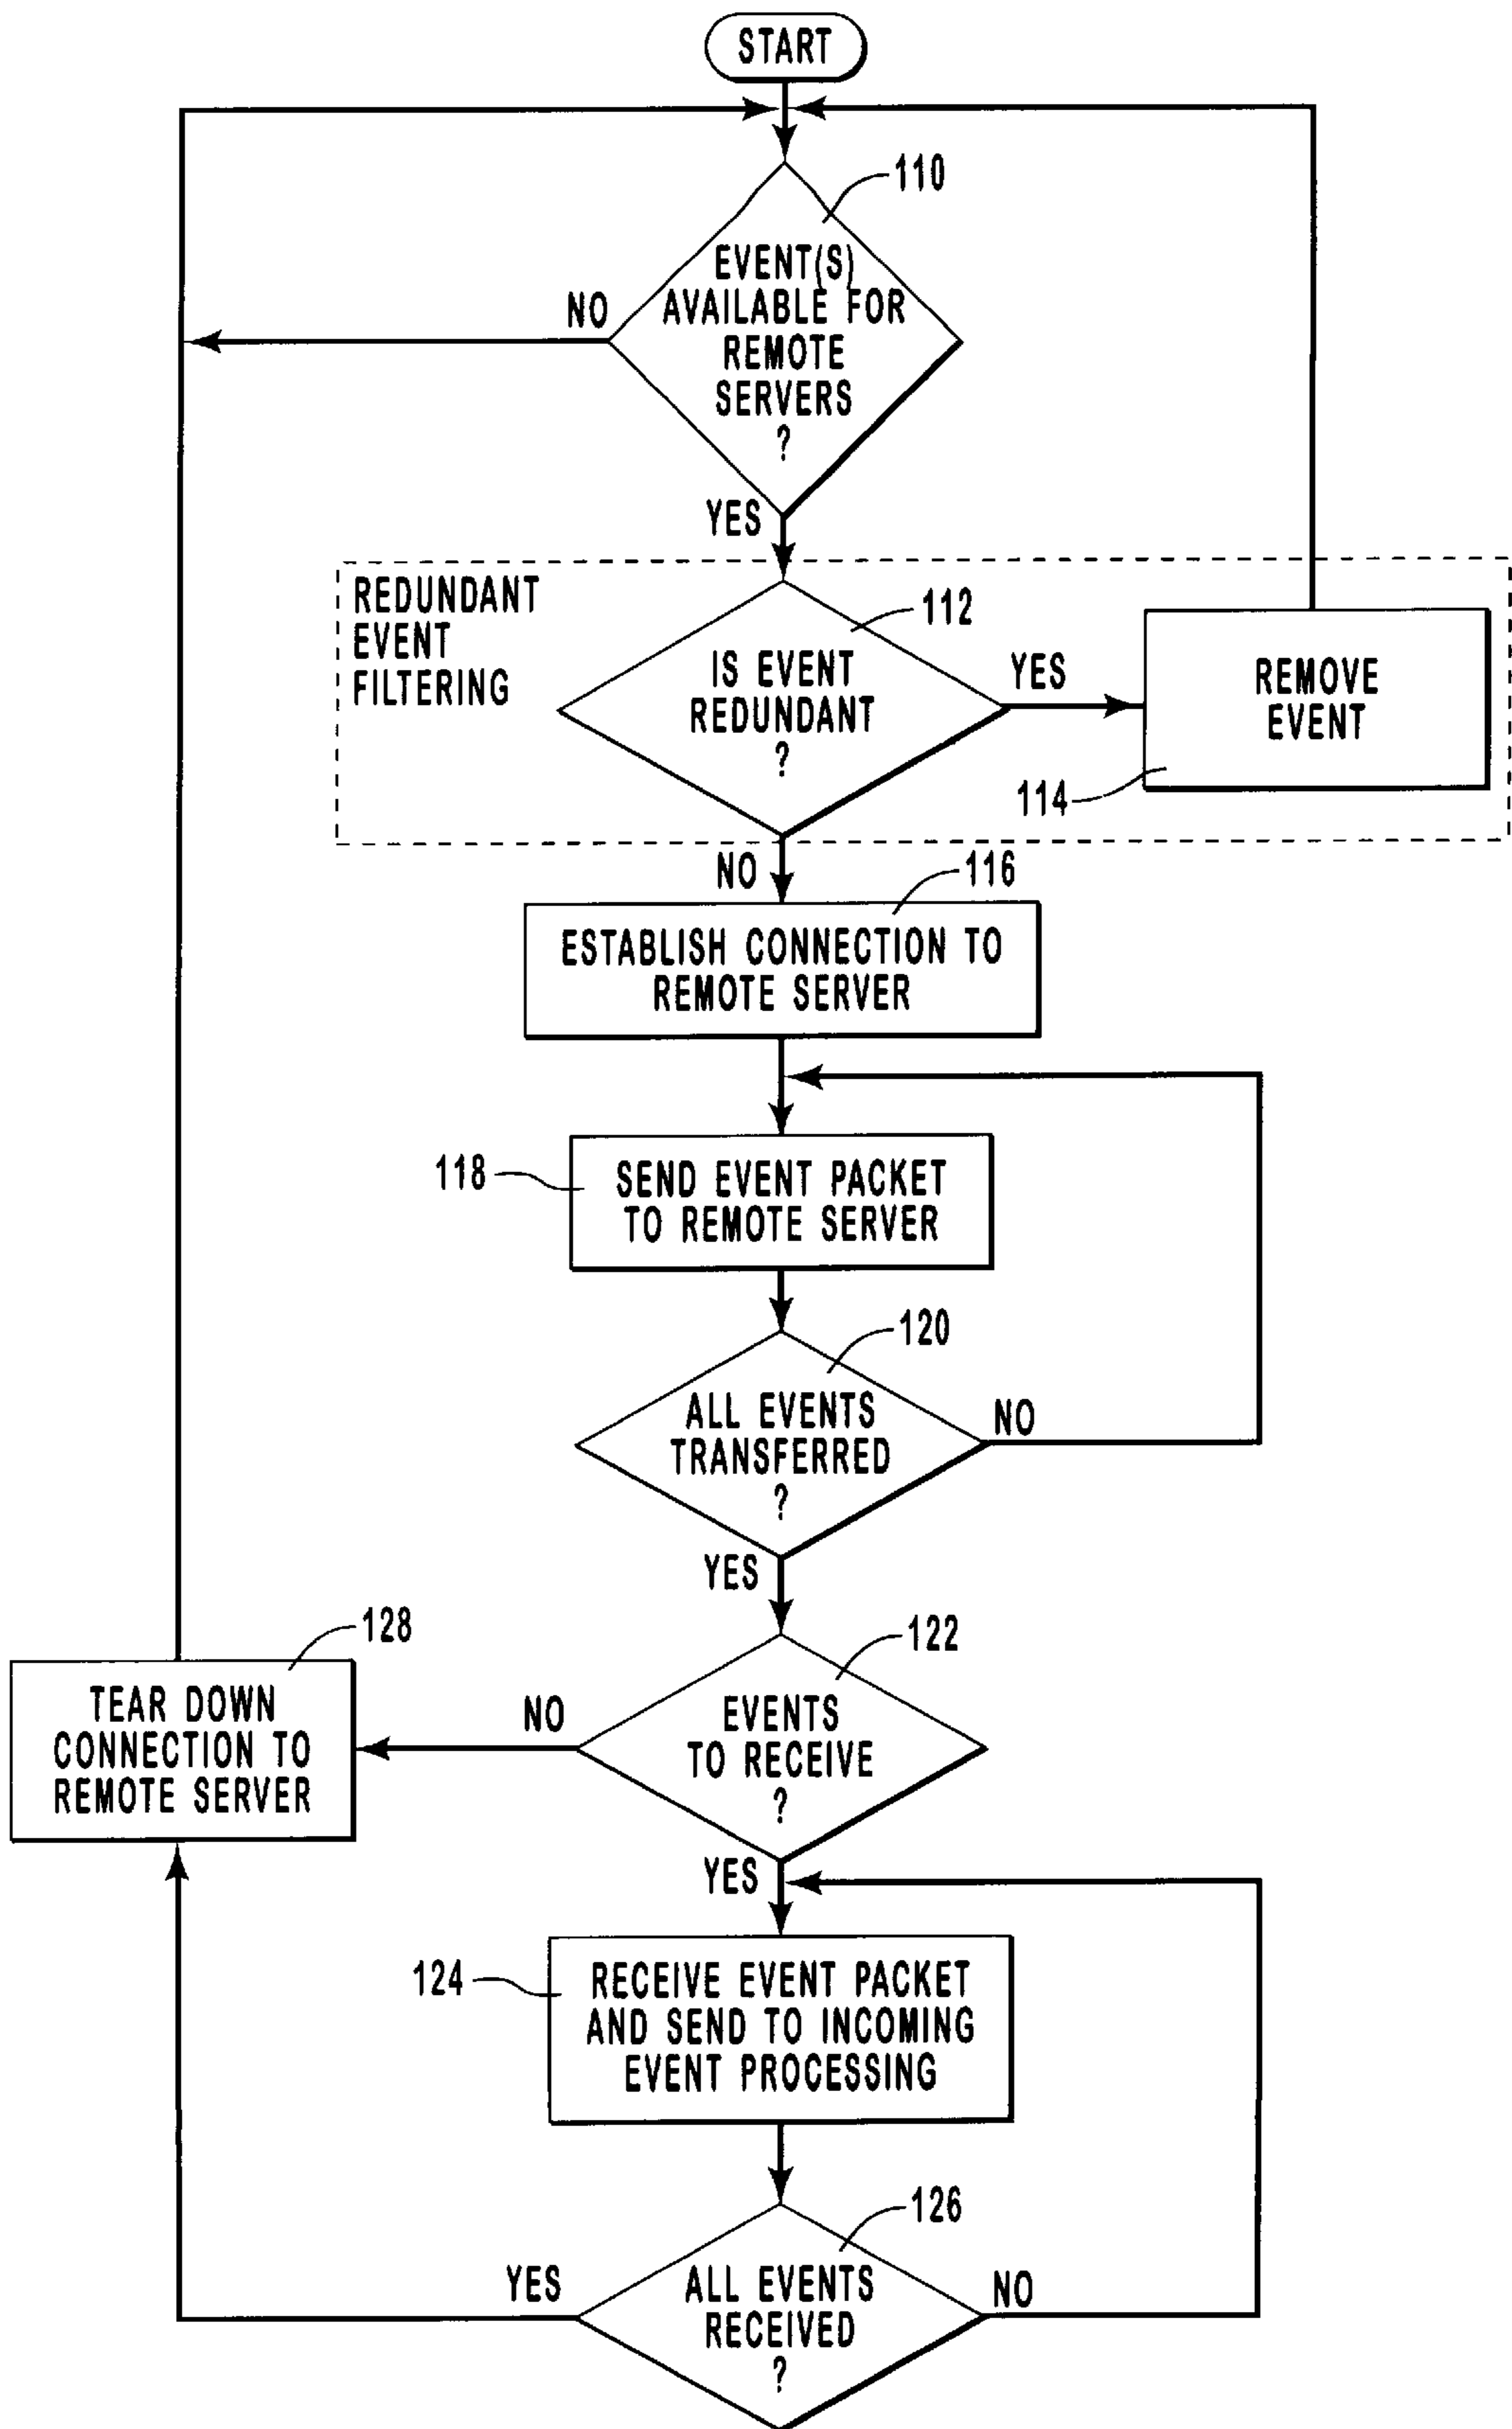 START
110
EVENT(S)
AVAILABLE FOR
REMOTE
SERVERS
?
NO
YES
REDUNDANT
EVENT
FILTERING
112
IS EVENT
REDUNDANT
?
YES
REMOVE
EVENT
114
NO
116
ESTABLISH CONNECTION TO
REMOTE SERVER
118
SEND EVENT PACKET
TO REMOTE SERVER
120
ALL EVENTS
TRANSFERRED
?
NO
YES
122
EVENTS
TO RECEIVE
?
NO
128
TEAR DOWN
CONNECTION TO
REMOTE SERVER
YES
124
RECEIVE EVENT PACKET
AND SEND TO INCOMING
EVENT PROCESSING
126
ALL EVENTS
RECEIVED
?
YES
NO